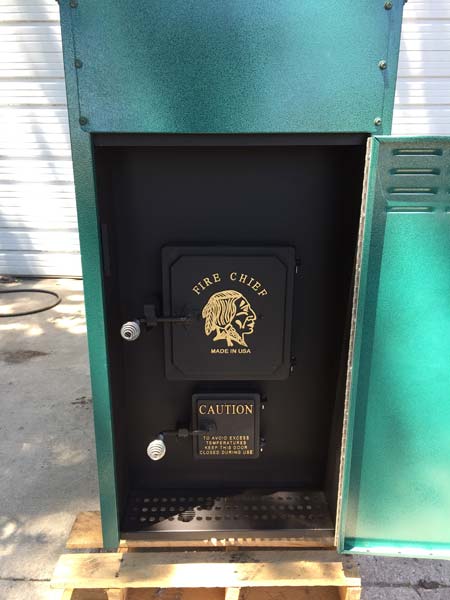 FIRE CHIEF
MADE IN USA
CAUTION
TO AVOID EXCESS
TEMPERATURES
KEEP THIS DOOR
CLOSED DURING USE